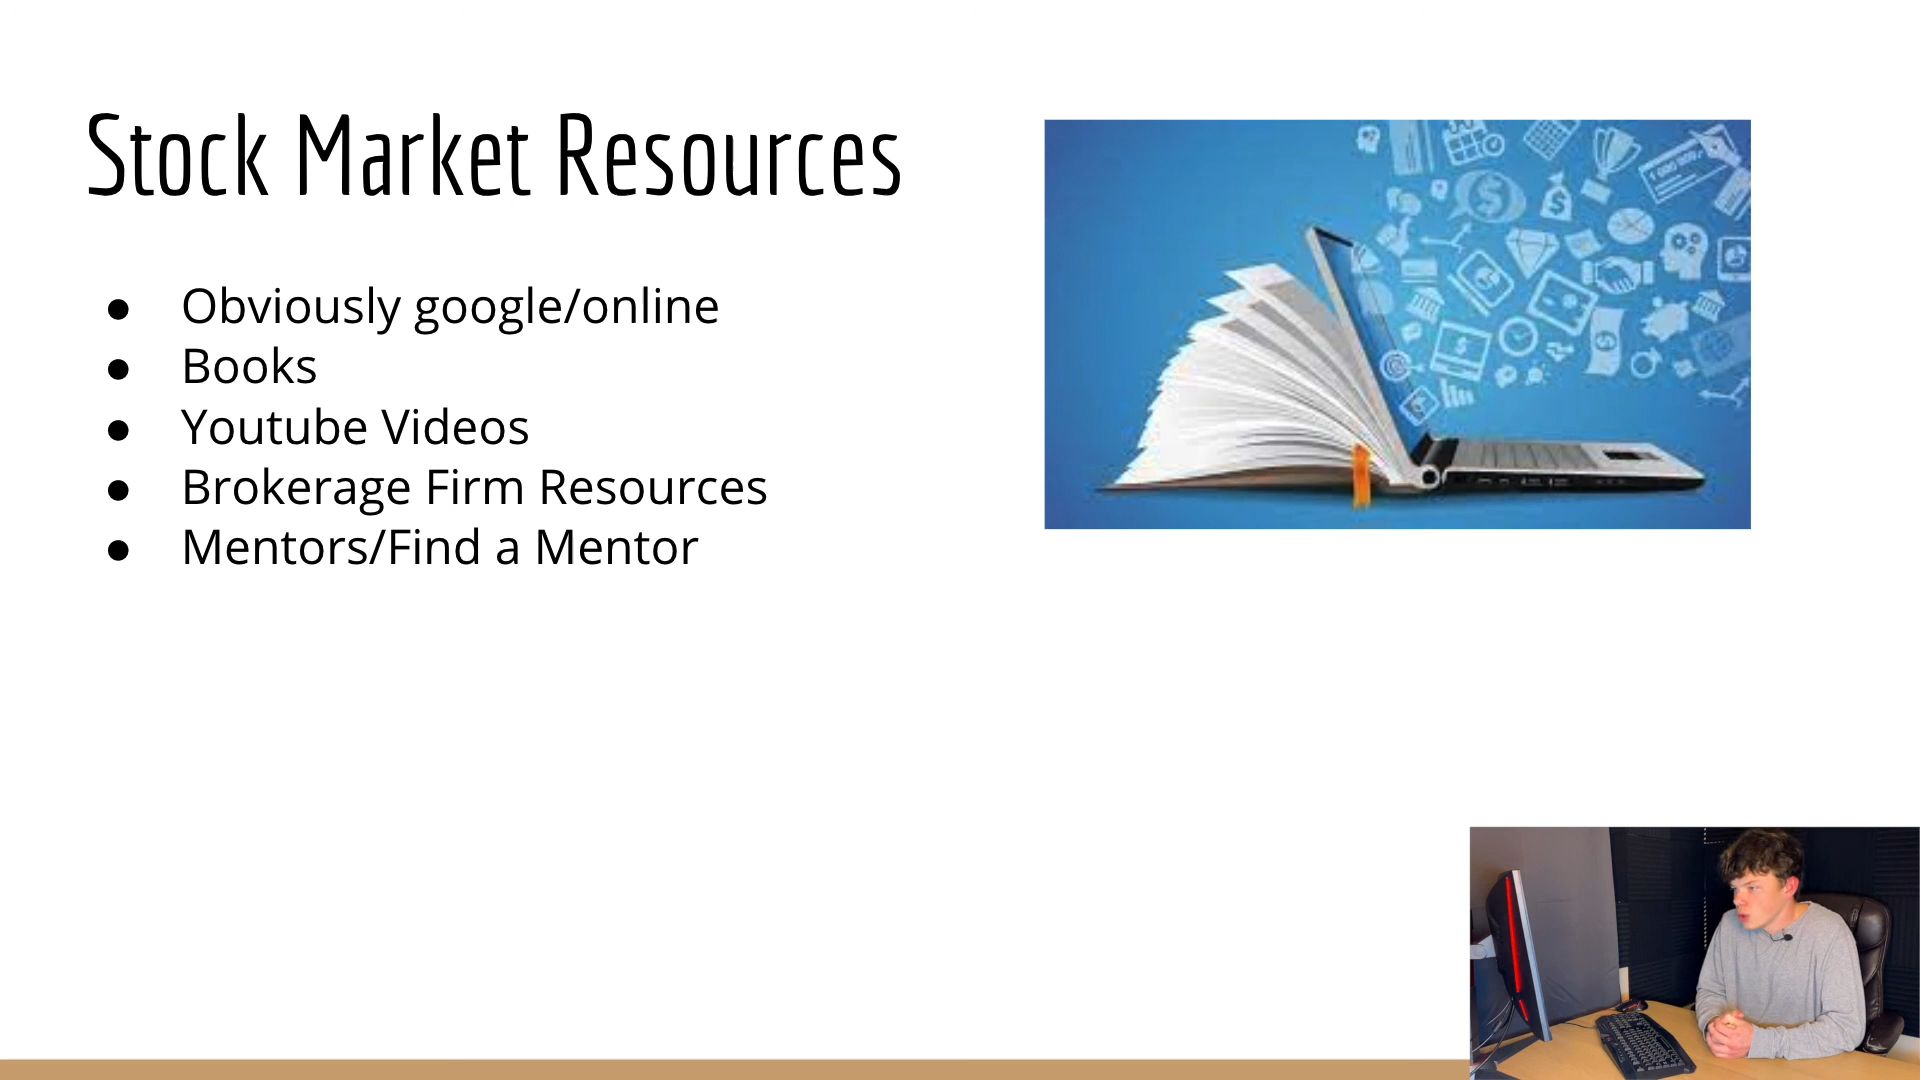 Stock Market Resources
● Obviously google/online
● Books
● Youtube Videos
● Brokerage Firm Resources
● Mentors/Find a Mentor